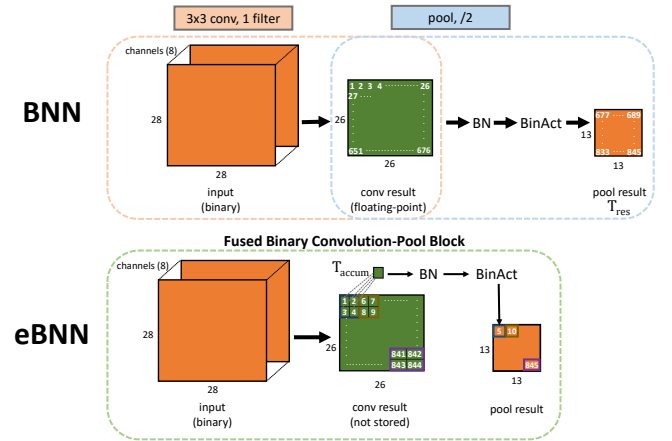 3x3 conv, 1 filter
pool, /2
BNN
channels (8)
28
28
input
(binary)
1 2 3 4 ........ 26
27 ....
651 ........ 676
26
26
conv result
(floating-point)
BN
BinAct
677 ..... 689
833 ..... 845
13
13
pool result
T_res
Fused Binary Convolution-Pool Block
eBNN
channels (8)
28
28
input
(binary)
T_accum.
BN
BinAct
1 2 6 7
3 4 8 9
841 842
843 844
26
26
conv result
(not stored)
5 10
845
13
13
pool result